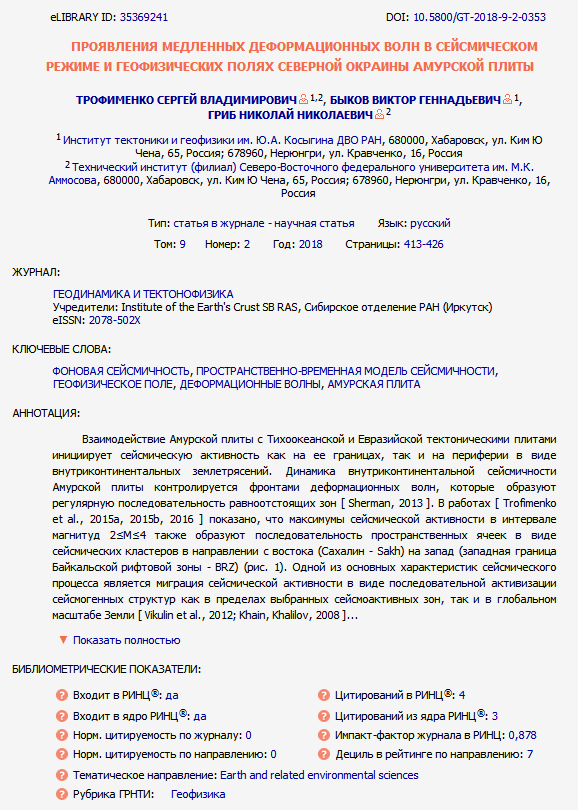 eLIBRARY ID: 35369241 DOI: 10.5800/GT-2018-9-2-0353
ПРОЯВЛЕНИЯ МЕДЛЕННЫХ ДЕФОРМАЦИОННЫХ ВОЛН В СЕЙСМИЧЕСКОМ
РЕЖИМЕ И ГЕОФИЗИЧЕСКИХ ПОЛЯХ СЕВЕРНОЙ ОКРАИНЫ АМУРСКОЙ ПЛИТЫ
ТРОФИМЕНКО СЕРГЕЙ ВЛАДИМИРОВИЧ 1,2, БЫКОВ ВИКТОР ГЕННАДЬЕВИЧ 1,
ГРИБ НИКОЛАЙ НИКОЛАЕВИЧ 2
1 Институт тектоники и геофизики им. Ю.А. Косыгина ДВО РАН, 680000, Хабаровск, ул. Ким Ю
Чена, 65, Россия; 678960, Нерюнгри, ул. Кравченко, 16, Россия
2 Технический институт (филиал) Северо-Восточного федерального университета им. М.К.
Аммосова, 680000, Хабаровск, ул. Ким Ю Чена, 65, Россия; 678960, Нерюнгри, ул. Кравченко, 16,
Россия
Тип: статья в журнале - научная статья Язык: русский
Том: 9 Номер: 2 Год: 2018 Страницы: 413-426
ЖУРНАЛ:
ГЕОДИНАМИКА И ТЕКТОНОФИЗИКА
Учредители: Institute of the Earth's Crust SB RAS, Сибирское отделение РАН (Иркутск)
eISSN: 2078-502X
КЛЮЧЕВЫЕ СЛОВА:
ФОНОВАЯ СЕЙСМИЧНОСТЬ, ПРОСТРАНСТВЕННО-ВРЕМЕННАЯ МОДЕЛЬ СЕЙСМИЧНОСТИ,
ГЕОФИЗИЧЕСКОЕ ПОЛЕ, ДЕФОРМАЦИОННЫЕ ВОЛНЫ, АМУРСКАЯ ПЛИТА
АННОТАЦИЯ:
Взаимодействие Амурской плиты с Тихоокеанской и Евразийской тектоническими плитами
инициирует сейсмическую активность как на ее границах, так и на периферии в виде
внутриконтинентальных землетрясений. Динамика внутриконтинентальной сейсмичности
Амурской плиты контролируется фронтами деформационных волн, которые образуют
регулярную последовательность равноотстоящих зон [ Sherman, 2013 ]. В работах [ Trofimenko
et al., 2015a, 2015b, 2016 ] показано, что максимумы сейсмической активности в интервале
магнитуд 2≤M≤4 также образуют последовательность пространственных ячеек в виде
сейсмических кластеров в направлении с востока (Сахалин - Sakh) на запад (западная граница
Байкальской рифтовой зоны - BRZ) (рис. 1). Одной из основных характеристик сейсмического
процесса является миграция сейсмической активности в виде последовательной активизации
сейсмогенных структур как в пределах выбранных сейсмоактивных зон, так и в глобальном
масштабе Земли [ Vikulin et al., 2012; Khain, Khalilov, 2008 ]...
▼ Показать полностью
БИБЛИОМЕТРИЧЕСКИЕ ПОКАЗАТЕЛИ:
? Входит в РИНЦ®: да ? Цитирований в РИНЦ®: 4
? Входит в ядро РИНЦ®: да ? Цитирований из ядра РИНЦ®: 3
? Норм. цитируемость по журналу: 0 ? Импакт-фактор журнала в РИНЦ: 0,878
? Норм. цитируемость по направлению: 0 ? Дециль в рейтинге по направлению: 7
? Тематическое направление: Earth and related environmental sciences
? Рубрика ГРНТИ: Геофизика